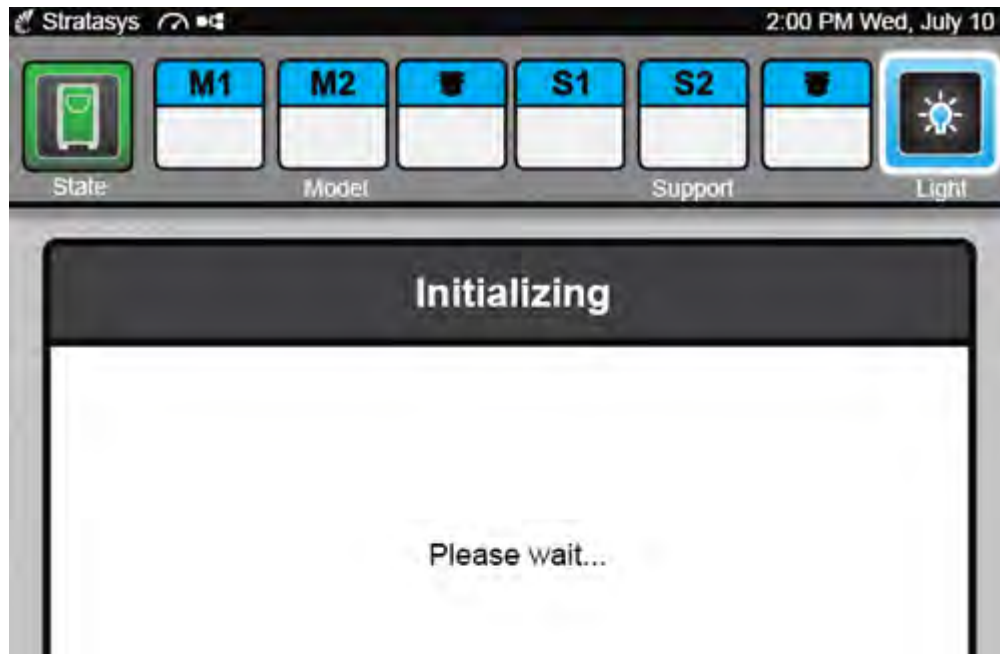 Stratasys 2:00 PM Wed, July 10
M1 M2 S1 S2
State Model Support Light
Initializing
Please wait...